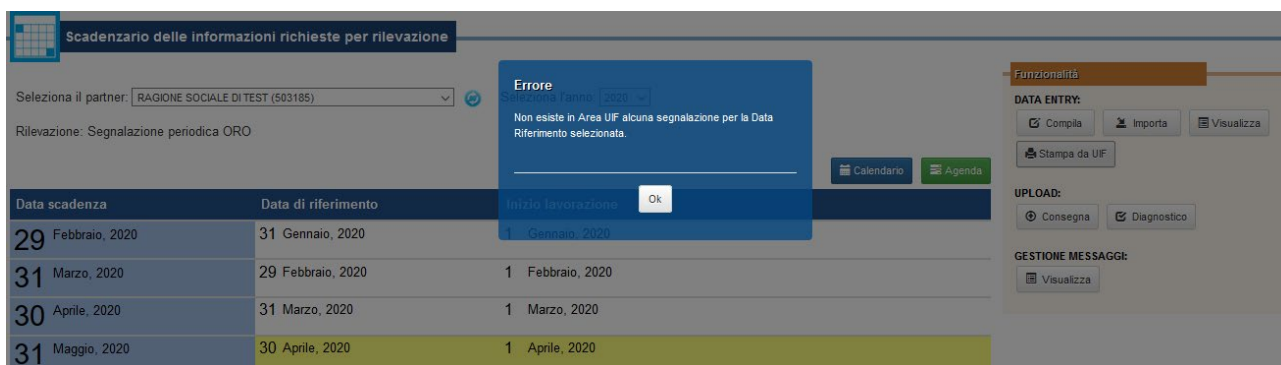 Scadenzario delle informazioni richieste per rilevazione
Seleziona il partner: RAGIONE SOCIALE DI TEST (503185)
Seleziona l'anno: 2020
Rilevazione: Segnalazione periodica ORO
Errore
Non esiste in Area UIF alcuna segnalazione per la Data
Riferimento selezionata.
Ok
Calendario
Agenda
Data scadenza Data di riferimento Inizio lavorazione
29 Febbraio, 2020 31 Gennaio, 2020 1 Gennaio, 2020
31 Marzo, 2020 29 Febbraio, 2020 1 Febbraio, 2020
30 Aprile, 2020 31 Marzo, 2020 1 Marzo, 2020
31 Maggio, 2020 30 Aprile, 2020 1 Aprile, 2020
Funzionalità
DATA ENTRY:
Compila Importa Visualizza
Stampa da UIF
UPLOAD:
Consegna Diagnostico
GESTIONE MESSAGGI:
Visualizza